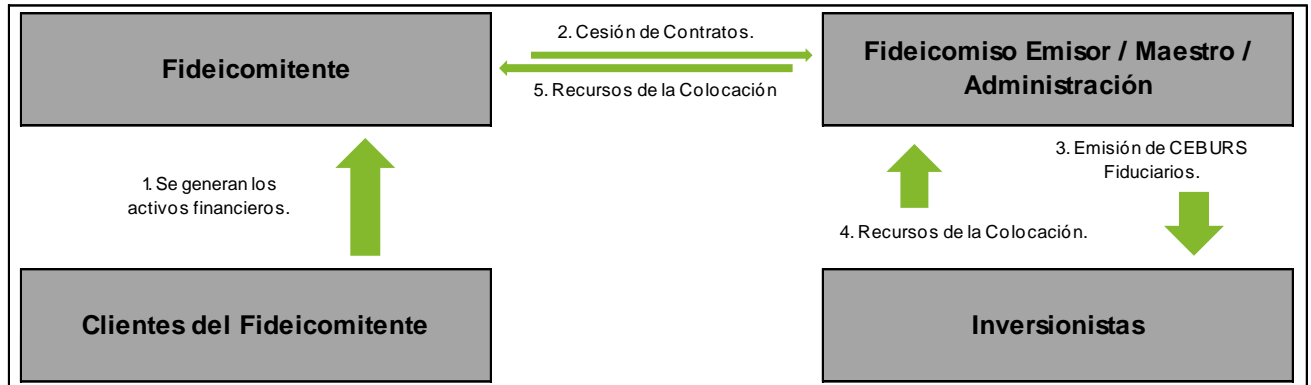 Fideicomitente
2. Cesión de Contratos.
5. Recursos de la Colocación
Fideicomiso Emisor / Maestro /
Administración
1. Se generan los
activos financieros.
3. Emisión de CEBURS
Fiduciarios.
4. Recursos de la Colocación.
Clientes del Fideicomitente
Inversionistas